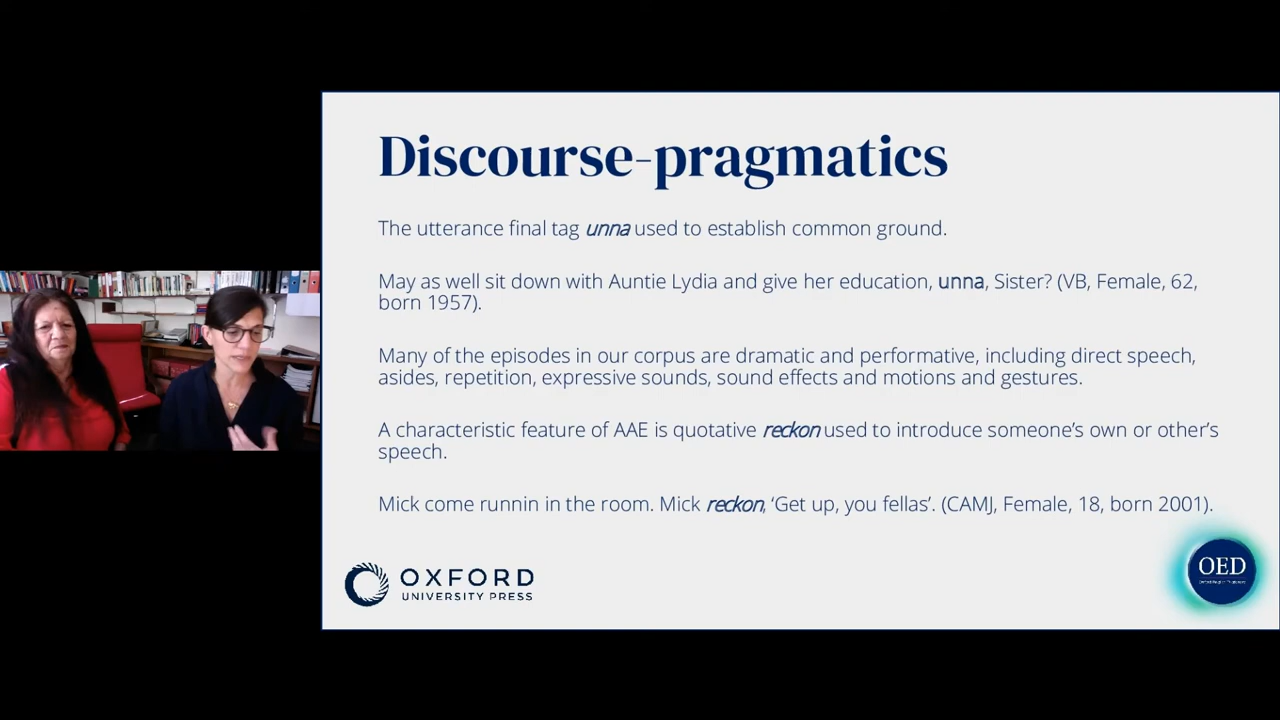 Discourse-pragmatics
The utterance final tag unna used to establish common ground.
May as well sit down with Auntie Lydia and give her education, unna, Sister? (VB, Female, 62,
born 1957).
Many of the episodes in our corpus are dramatic and performative, including direct speech,
asides, repetition, expressive sounds, sound effects and motions and gestures.
A characteristic feature of AAE is quotative reckon used to introduce someone’s own or other’s
speech.
Mick come runnin in the room. Mick reckon, ‘Get up, you fellas’. (CAMJ, Female, 18, born 2001).
OXFORD
UNIVERSITY PRESS
OED